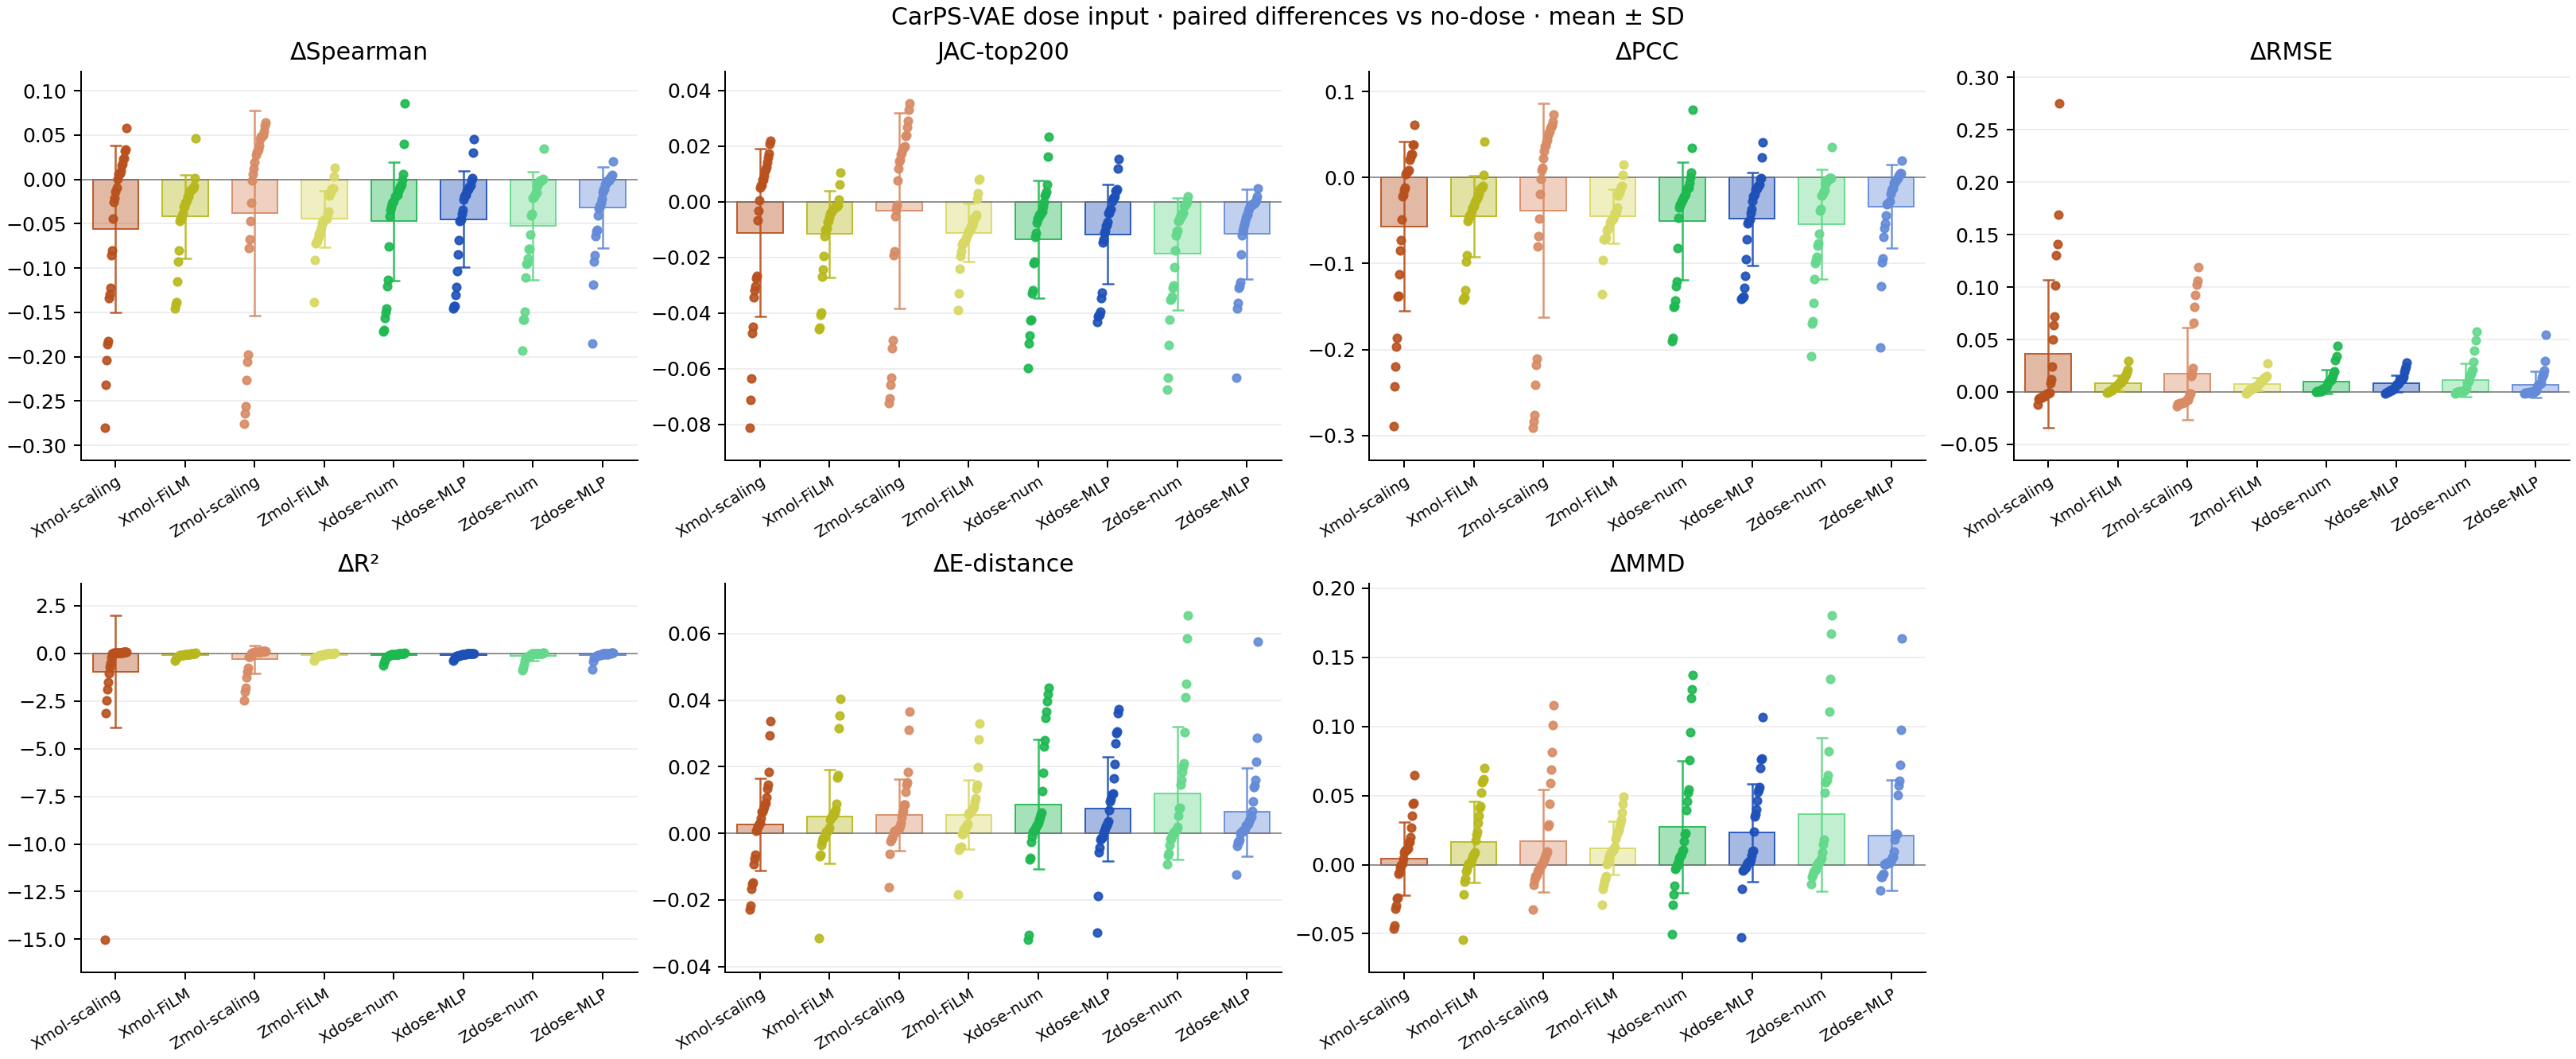 CarPS-VAE dose input · paired differences vs no-dose · mean ± SD
ΔSpearman
0.10
0.05
0.00
−0.05
−0.10
−0.15
−0.20
−0.25
−0.30
Xmol-scaling
Xmol-FiLM
Zmol-scaling
Zmol-FiLM
Xdose-num
Xdose-MLP
Zdose-num
Zdose-MLP
JAC-top200
0.04
0.02
0.00
−0.02
−0.04
−0.06
−0.08
Xmol-scaling
Xmol-FiLM
Zmol-scaling
Zmol-FiLM
Xdose-num
Xdose-MLP
Zdose-num
Zdose-MLP
ΔPCC
0.1
0.0
−0.1
−0.2
−0.3
Xmol-scaling
Xmol-FiLM
Zmol-scaling
Zmol-FiLM
Xdose-num
Xdose-MLP
Zdose-num
Zdose-MLP
ΔRMSE
0.30
0.25
0.20
0.15
0.10
0.05
0.00
−0.05
Xmol-scaling
Xmol-FiLM
Zmol-scaling
Zmol-FiLM
Xdose-num
Xdose-MLP
Zdose-num
Zdose-MLP
ΔR²
2.5
0.0
−2.5
−5.0
−7.5
−10.0
−12.5
−15.0
Xmol-scaling
Xmol-FiLM
Zmol-scaling
Zmol-FiLM
Xdose-num
Xdose-MLP
Zdose-num
Zdose-MLP
ΔE-distance
0.06
0.04
0.02
0.00
−0.02
−0.04
Xmol-scaling
Xmol-FiLM
Zmol-scaling
Zmol-FiLM
Xdose-num
Xdose-MLP
Zdose-num
Zdose-MLP
ΔMMD
0.20
0.15
0.10
0.05
0.00
−0.05
Xmol-scaling
Xmol-FiLM
Zmol-scaling
Zmol-FiLM
Xdose-num
Xdose-MLP
Zdose-num
Zdose-MLP